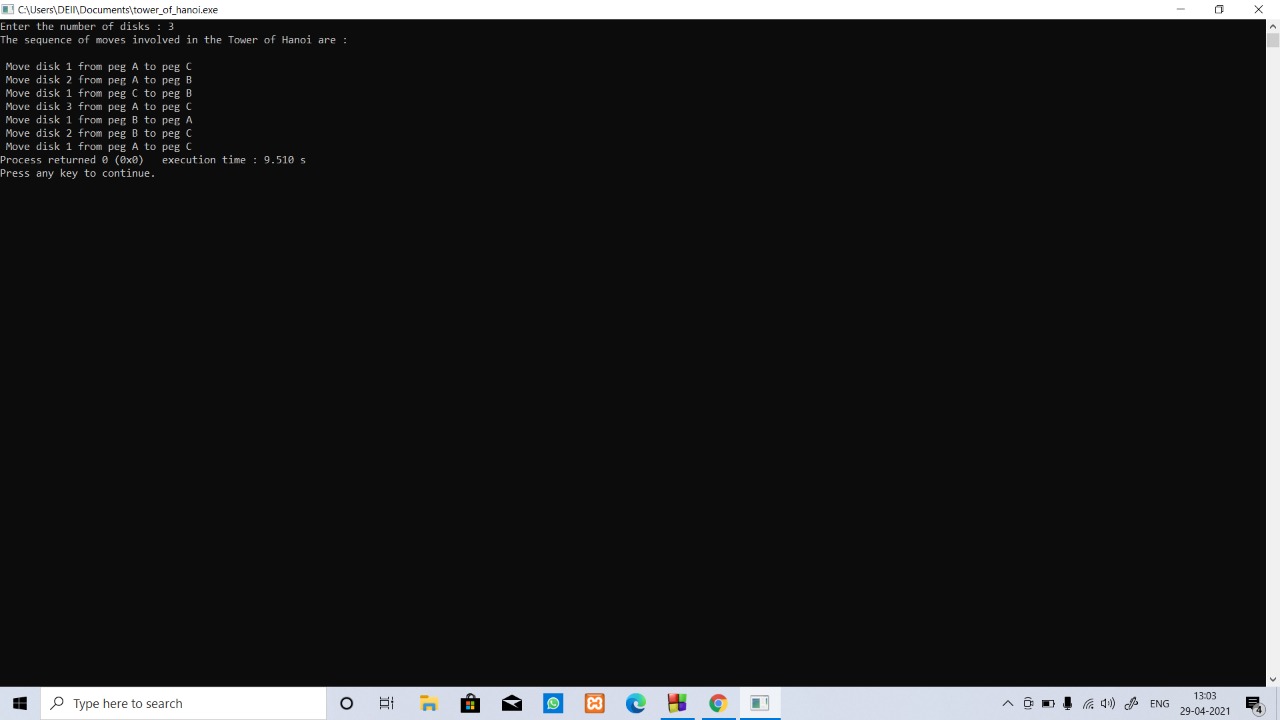 C:\Users\DEll\Documents\tower_of_hanoi.exe
Enter the number of disks : 3
The sequence of moves involved in the Tower of Hanoi are :
Move disk 1 from peg A to peg C
Move disk 2 from peg A to peg B
Move disk 1 from peg C to peg B
Move disk 3 from peg A to peg C
Move disk 1 from peg B to peg A
Move disk 2 from peg B to peg C
Move disk 1 from peg A to peg C
Process returned 0 (0x0)   execution time : 9.510 s
Press any key to continue.
Type here to search
ENG
13:03
29-04-2021
4